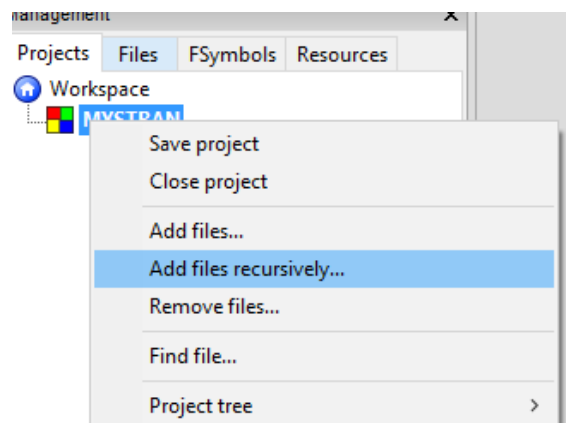 Management X
Projects Files FSymbols Resources
Workspace
MYSTRAN
Save project
Close project
Add files...
Add files recursively...
Remove files...
Find file...
Project tree >